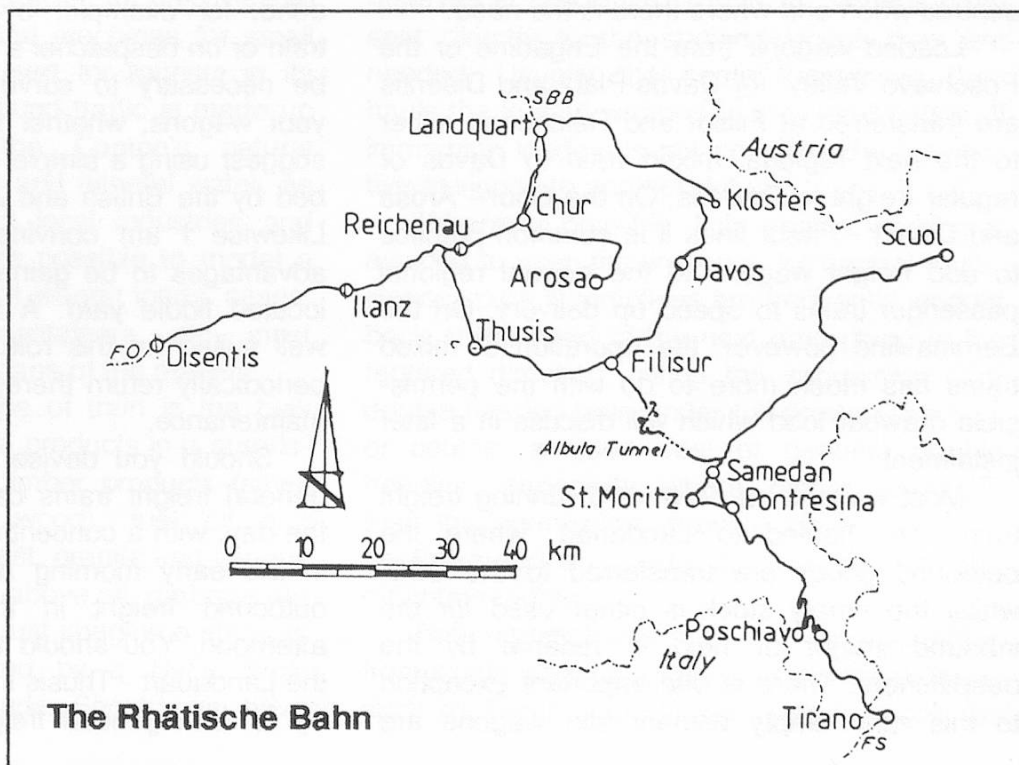 SBB
Landquart
Austria
Klosters
Chur
Reichenau
Scuol
Arosa
Davos
Ilanz
Thusis
Filisur
FO
Disentis
Albula Tunnel
Samedan
St. Moritz
Pontresina
0 10 20 30 40 km
Poschiavo
Italy
The Rhätische Bahn
Tirano
FS